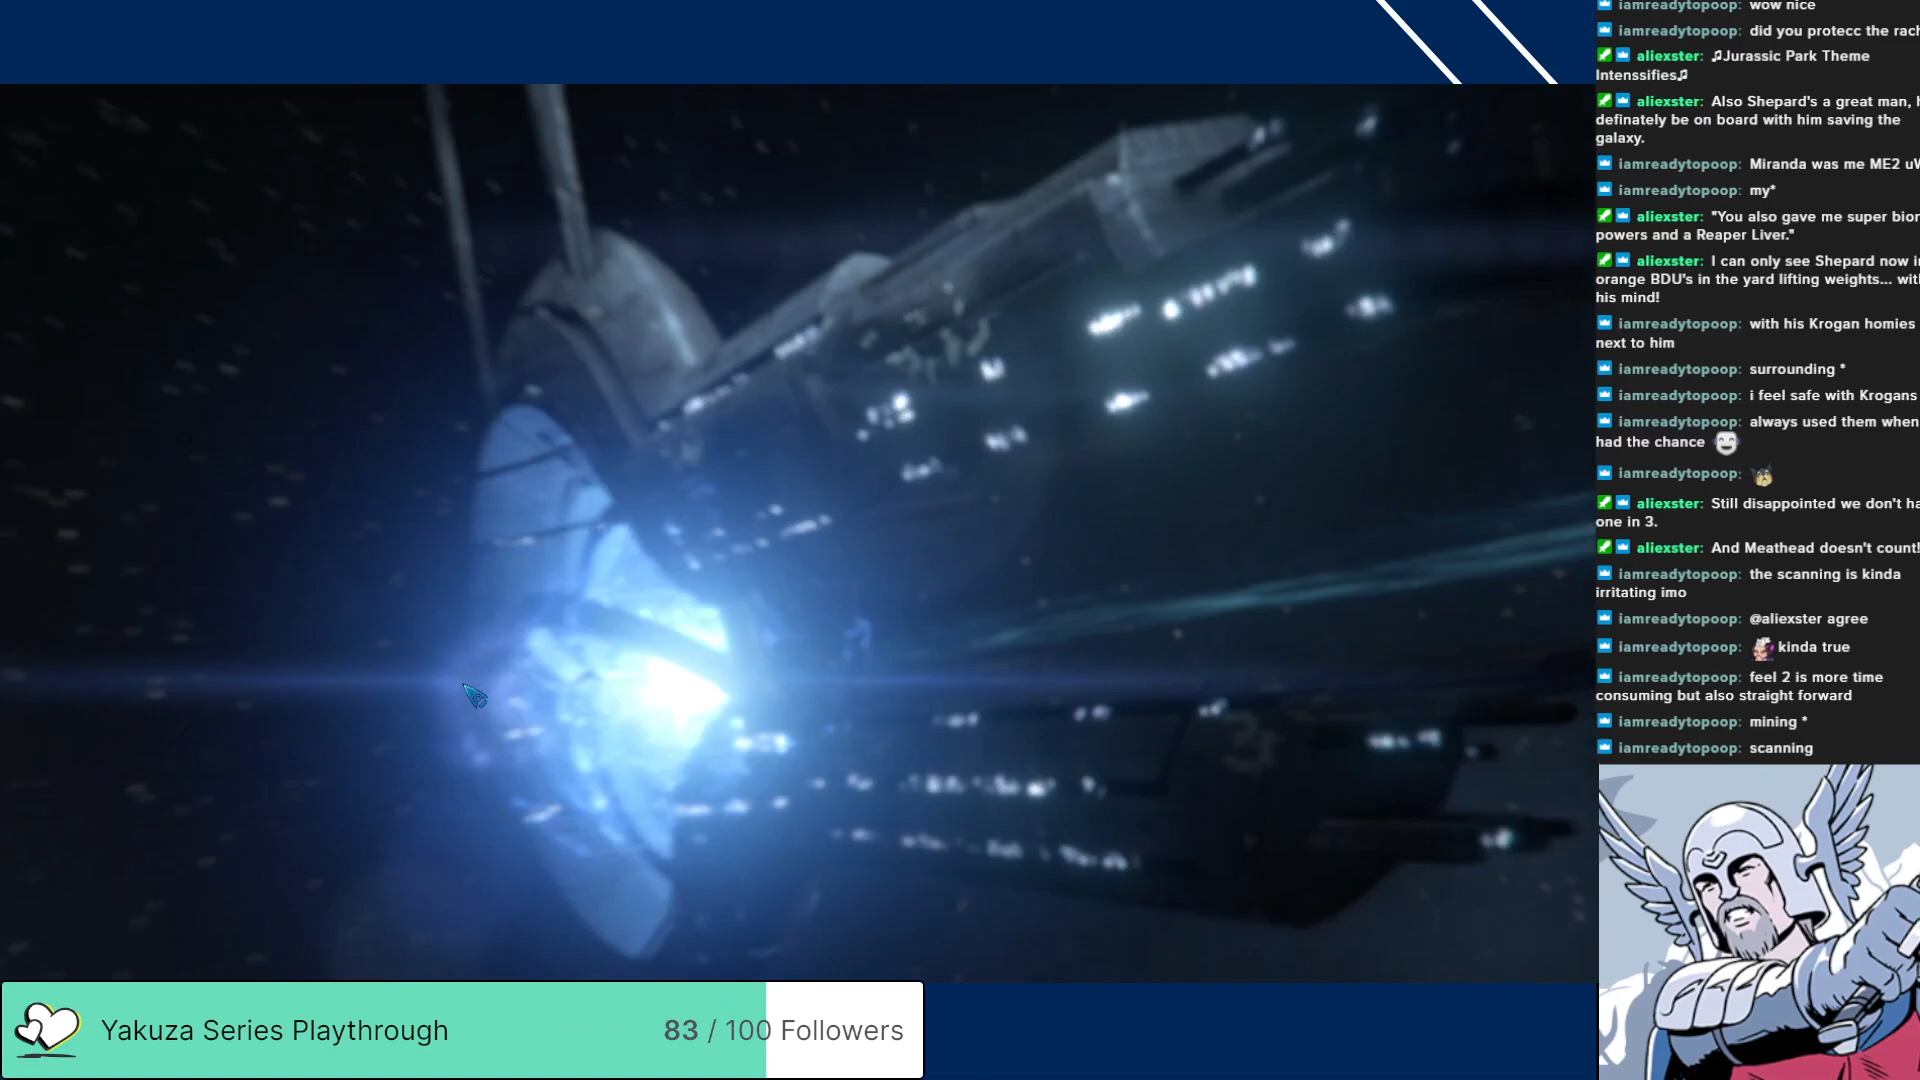 iamreadytopoop: wow nice
iamreadytopoop: did you protecc the
aliexster: ♫Jurassic Park Theme
Intenssifies♫
aliexster: Also Shepard's a great man,
definately be on board with him saving the
galaxy.
iamreadytopoop: Miranda was me ME2
iamreadytopoop: my*
aliexster: "You also gave me super
powers and a Reaper Liver."
aliexster: I can only see Shepard now
orange BDU's in the yard lifting weights...
his mind!
iamreadytopoop: with his Krogan homies
next to him
iamreadytopoop: surrounding *
iamreadytopoop: i feel safe with Krogans
iamreadytopoop: always used them when
had the chance
iamreadytopoop:
aliexster: Still disappointed we don't
one in 3.
aliexster: And Meathead doesn't count!
iamreadytopoop: the scanning is kinda
irritating imo
iamreadytopoop: @aliexster agree
iamreadytopoop: kinda true
iamreadytopoop: feel 2 is more time
consuming but also straight forward
iamreadytopoop: mining *
iamreadytopoop: scanning
Yakuza Series Playthrough 83 / 100 Followers